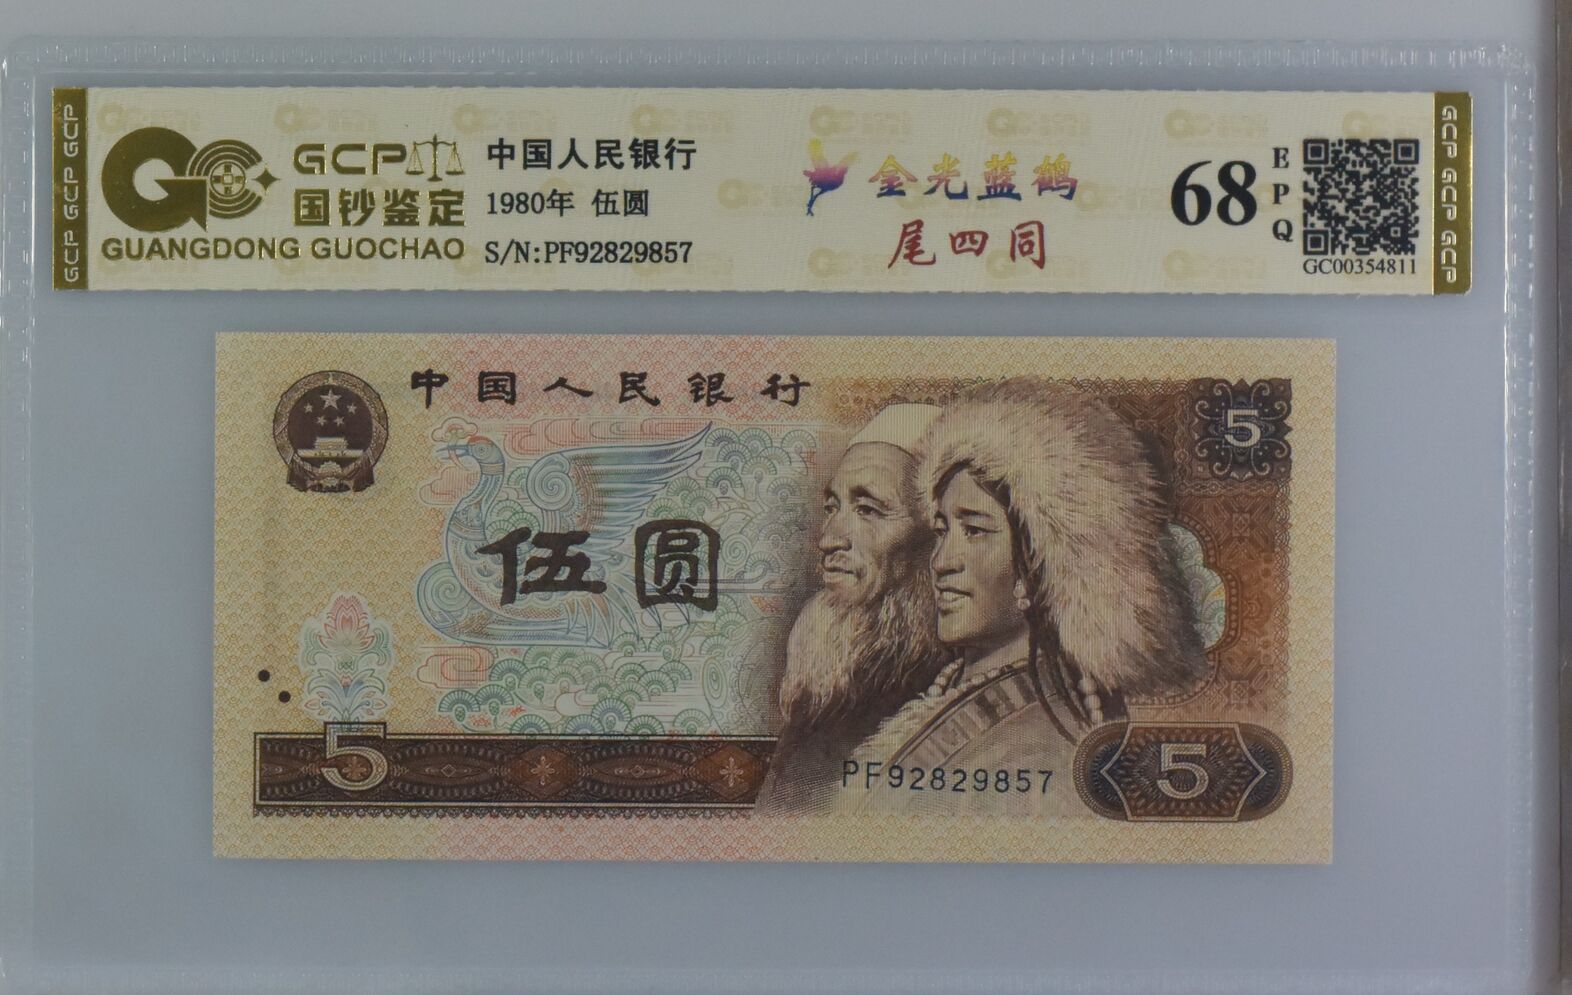 GCP GCP GCP
GCP
国钞鉴定
GUANGDONG GUOCHAO
中国人民银行
1980年 伍圆
S/N:PF92829857
金光蓝鹤
尾四同
68
EPQ
GC00354811
GCP GCP GCP
中国人民银行
5
伍圆
5
PF92829857
5